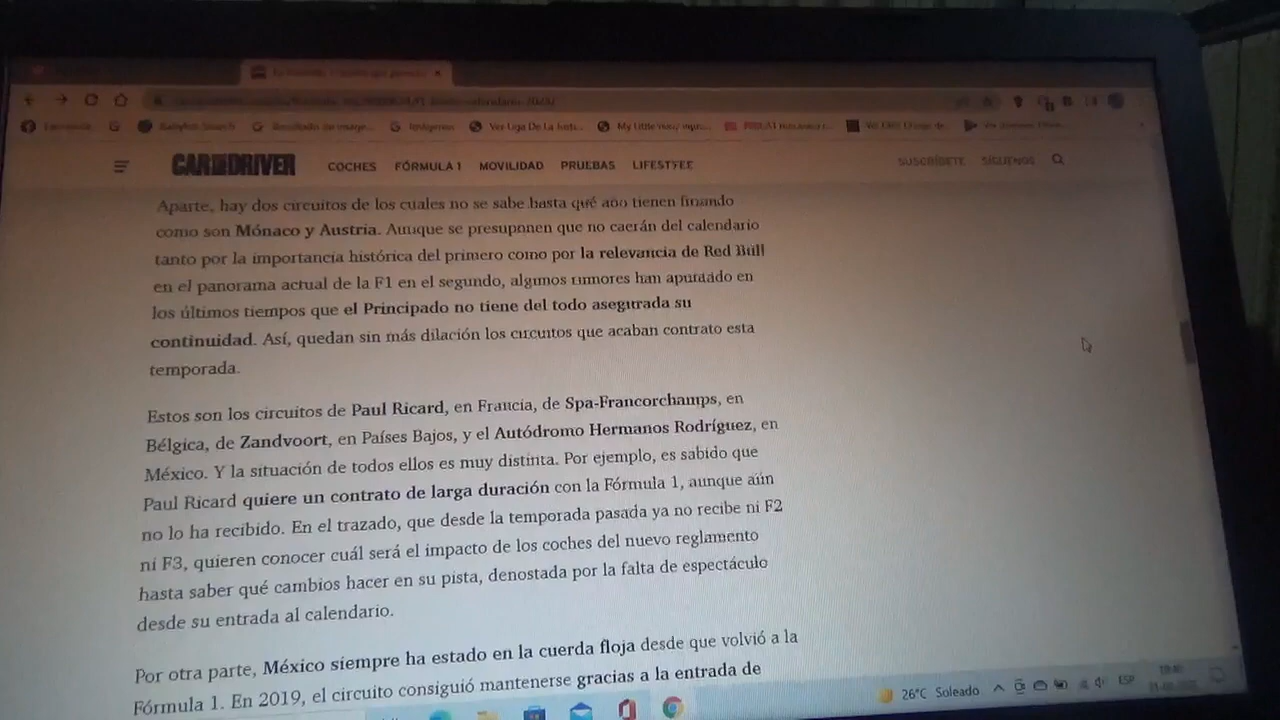 CAR AND DRIVER COCHES FÓRMULA 1 MOVILIDAD PRUEBAS LIFESTYLE SUSCRÍBETE SÍGUENOS
Aparte, hay dos circuitos de los cuales no se sabe hasta qué año tienen firmado
como son Mónaco y Austria. Aunque se presuponen que no caerán del calendario
tanto por la importancia histórica del primero como por la relevancia de Red Bull
en el panorama actual de la F1 en el segundo, algunos rumores han apuntado en
los últimos tiempos que el Principado no tiene del todo asegurada su
continuidad. Así, quedan sin más dilación los circuitos que acaban contrato esta
temporada.
Estos son los circuitos de Paul Ricard, en Francia, de Spa-Francorchamps, en
Bélgica, de Zandvoort, en Países Bajos, y el Autódromo Hermanos Rodríguez, en
México. Y la situación de todos ellos es muy distinta. Por ejemplo, es sabido que
Paul Ricard quiere un contrato de larga duración con la Fórmula 1, aunque aún
no lo ha recibido. En el trazado, que desde la temporada pasada ya no recibe ni F2
ni F3, quieren conocer cuál será el impacto de los coches del nuevo reglamento
hasta saber qué cambios hacer en su pista, denostada por la falta de espectáculo
desde su entrada al calendario.
Por otra parte, México siempre ha estado en la cuerda floja desde que volvió a la
Fórmula 1. En 2019, el circuito consiguió mantenerse gracias a la entrada de
26°C Soleado ESP